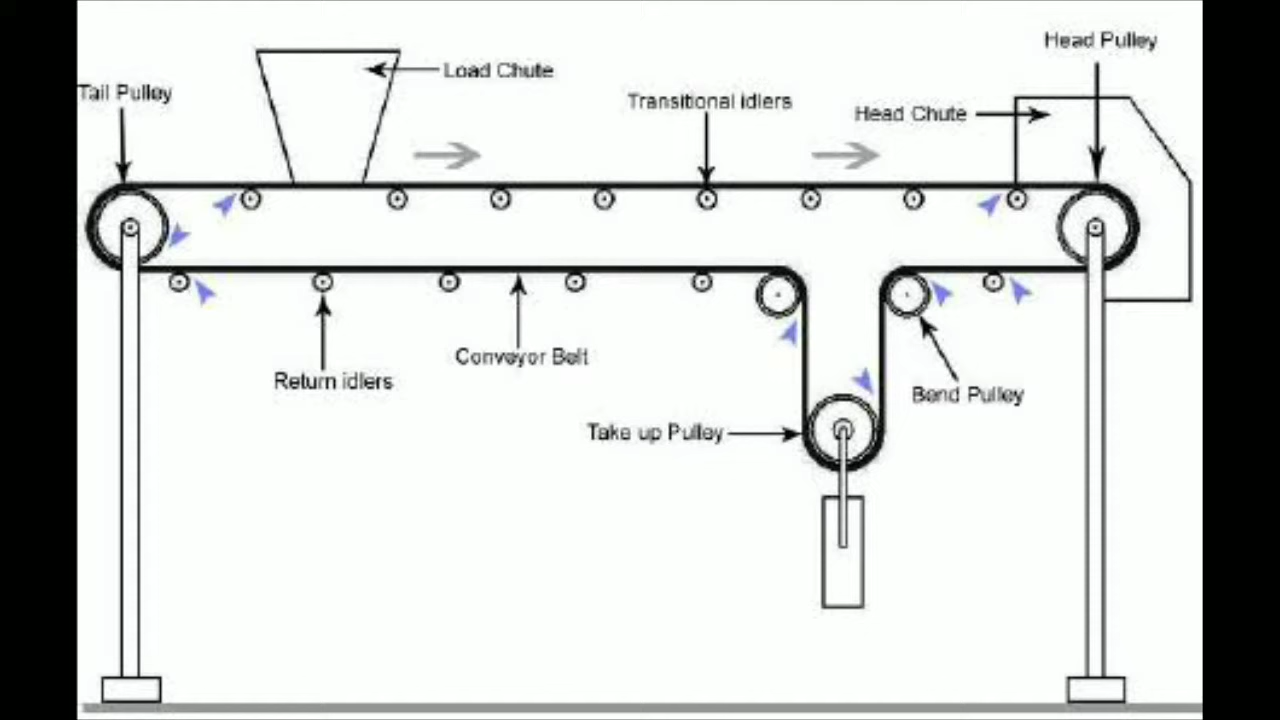 Head Pulley
Load Chute
Tail Pulley
Transitional idlers
Head Chute
Conveyor Belt
Return idlers
Bend Pulley
Take up Pulley